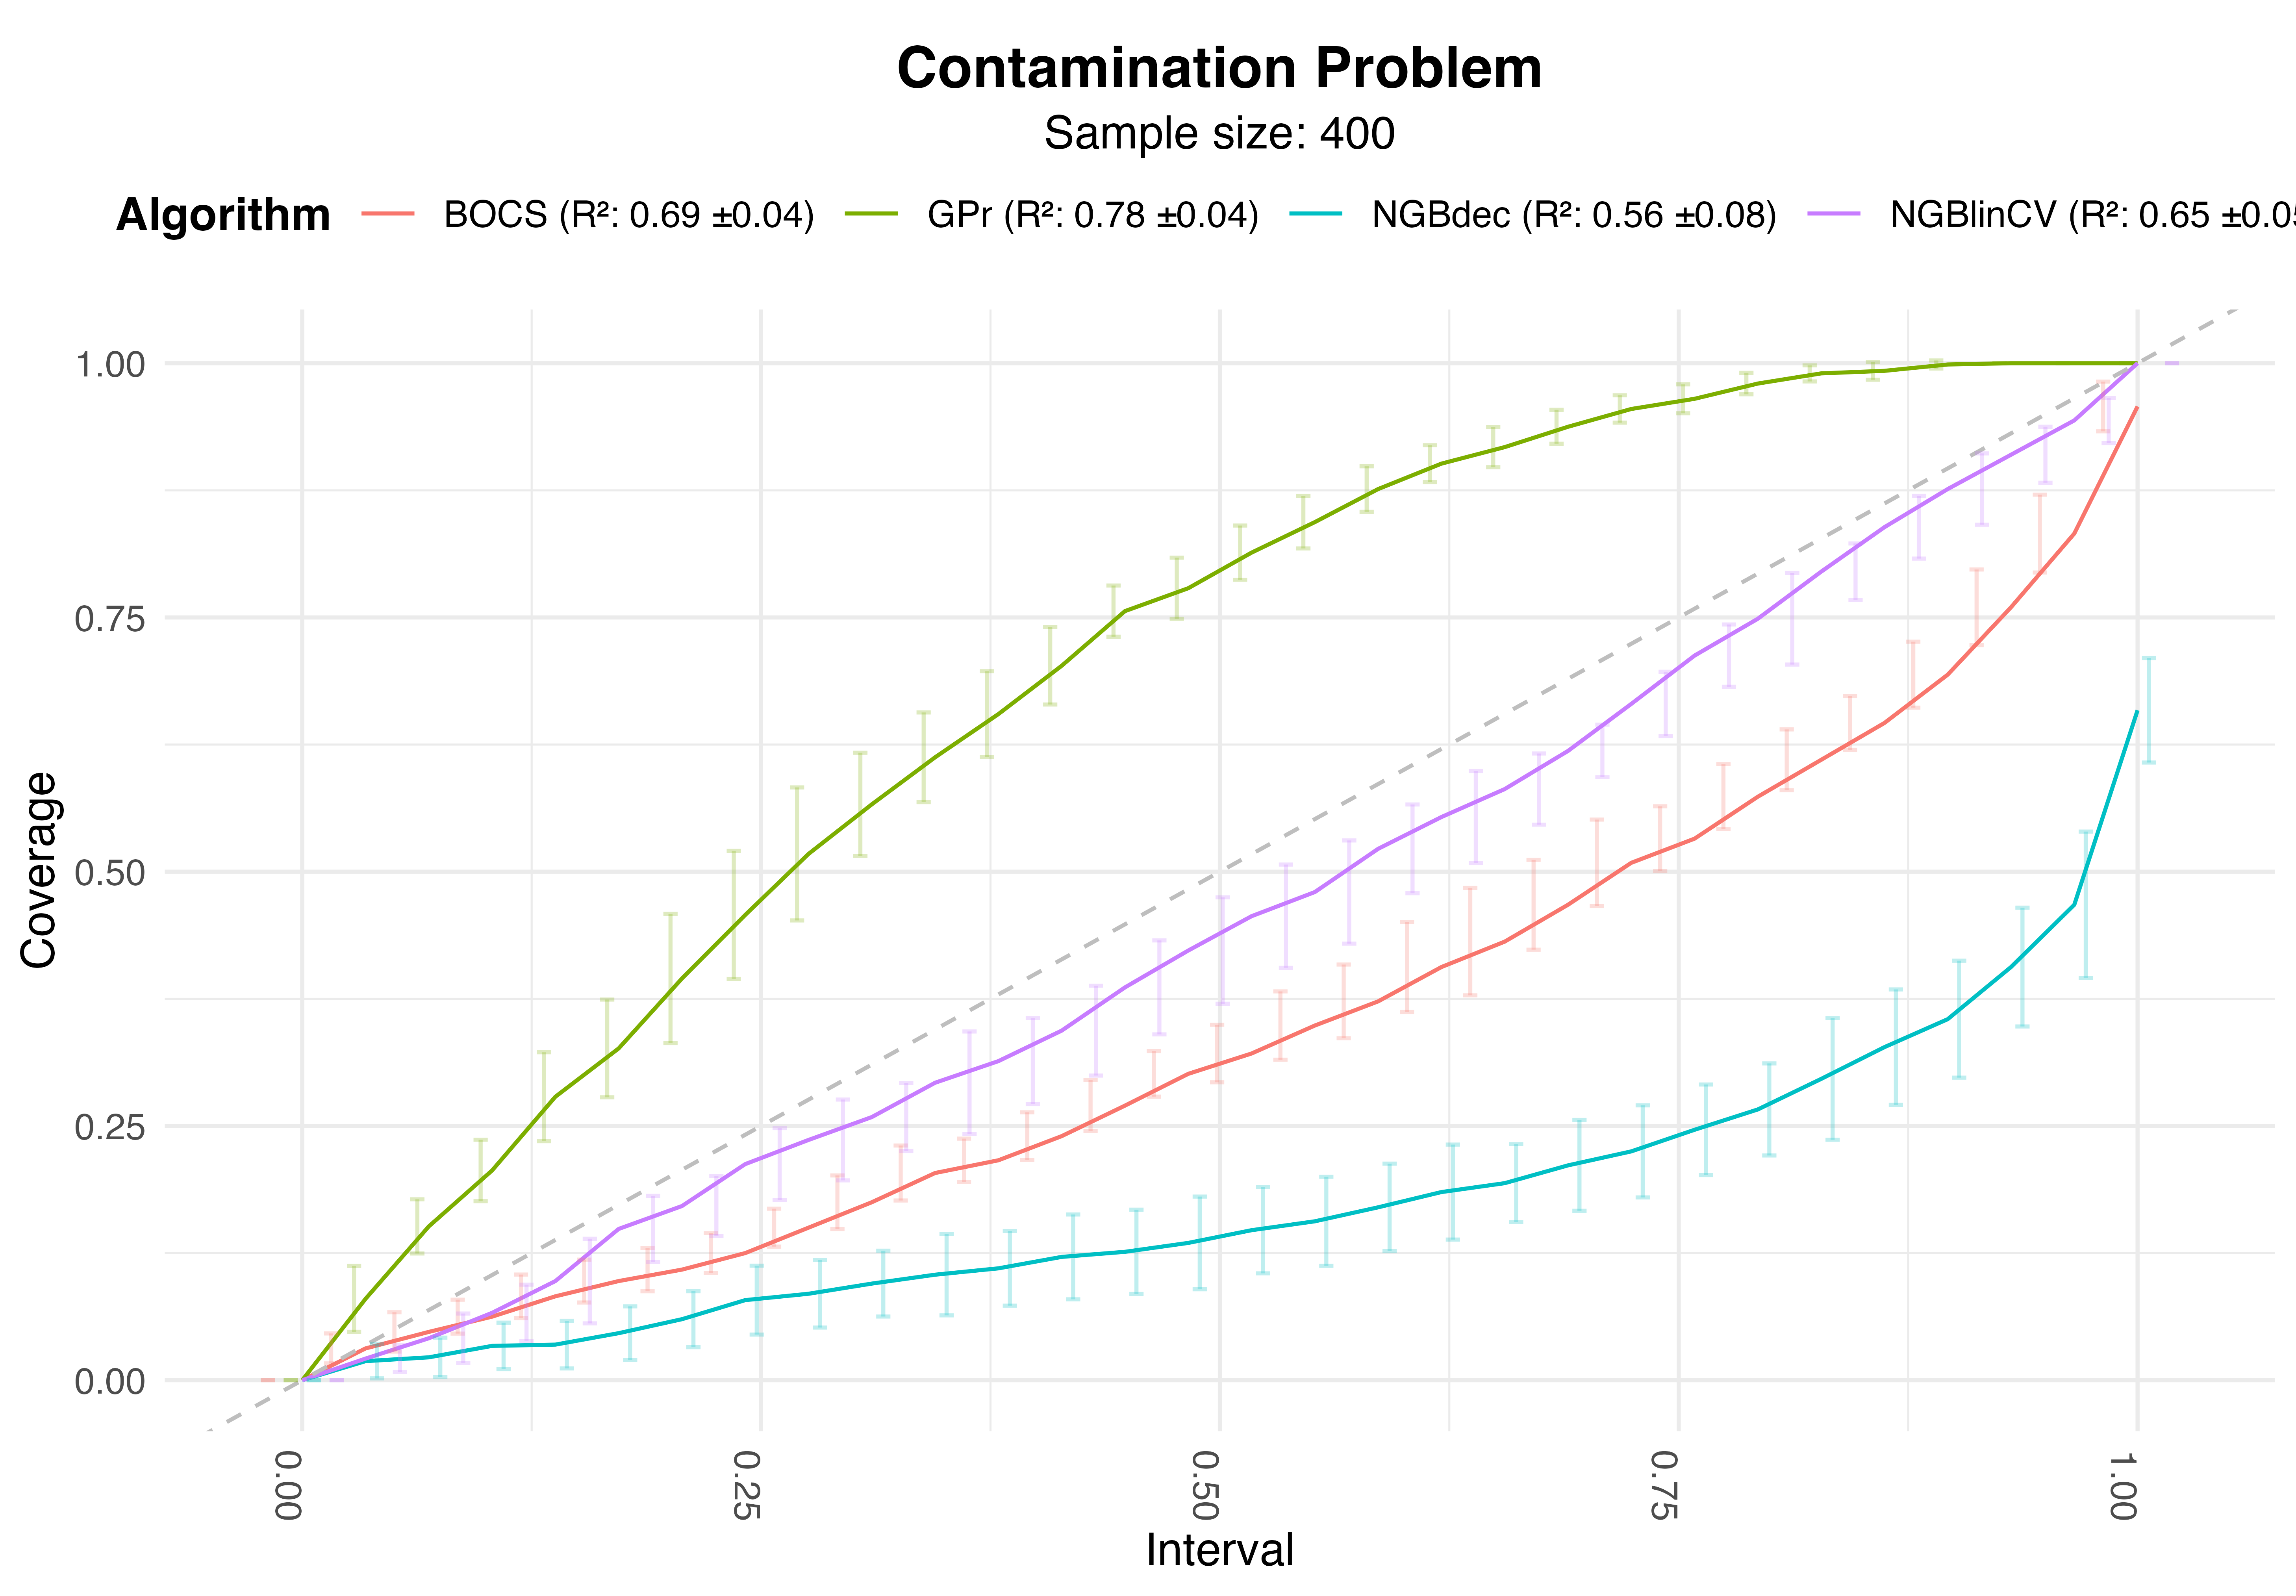 Contamination Problem
Sample size: 400
Algorithm BOCS (R²: 0.69 ±0.04) GPr (R²: 0.78 ±0.04) NGBdec (R²: 0.56 ±0.08) NGBlinCV (R²: 0.65 ±0.0
1.00
0.75
0.50
0.25
0.00
Coverage
0.00 0.25 0.50 0.75 1.00
Interval